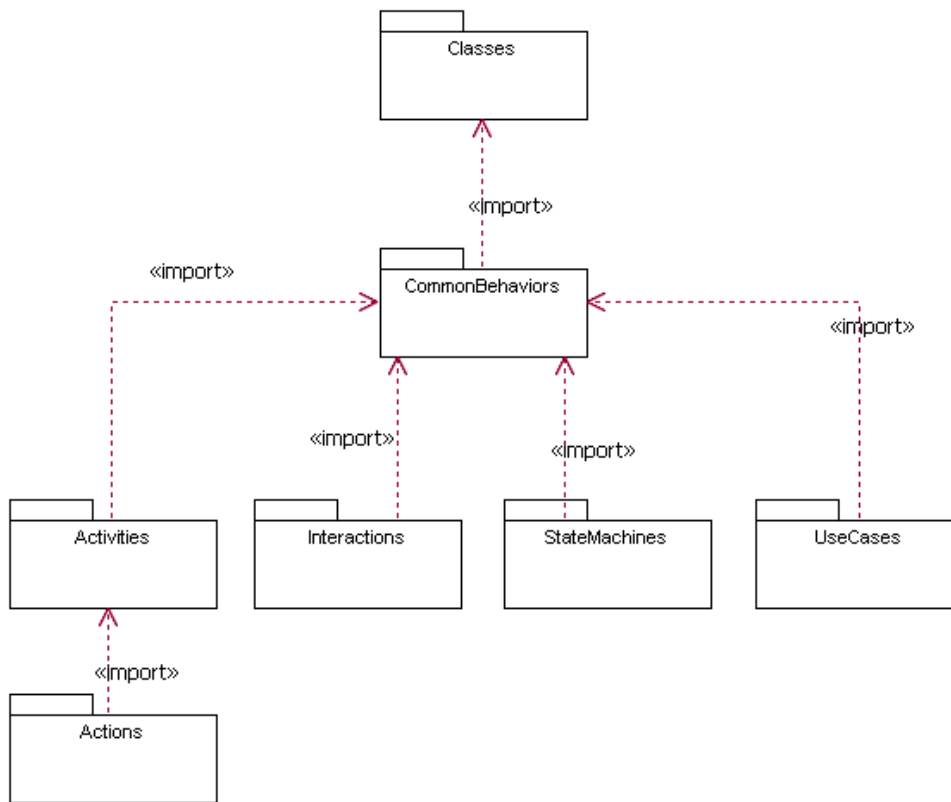 Classes
«import»
«import»
CommonBehaviors
«import»
«import»
«import»
Activities
Interactions
StateMachines
UseCases
«import»
Actions